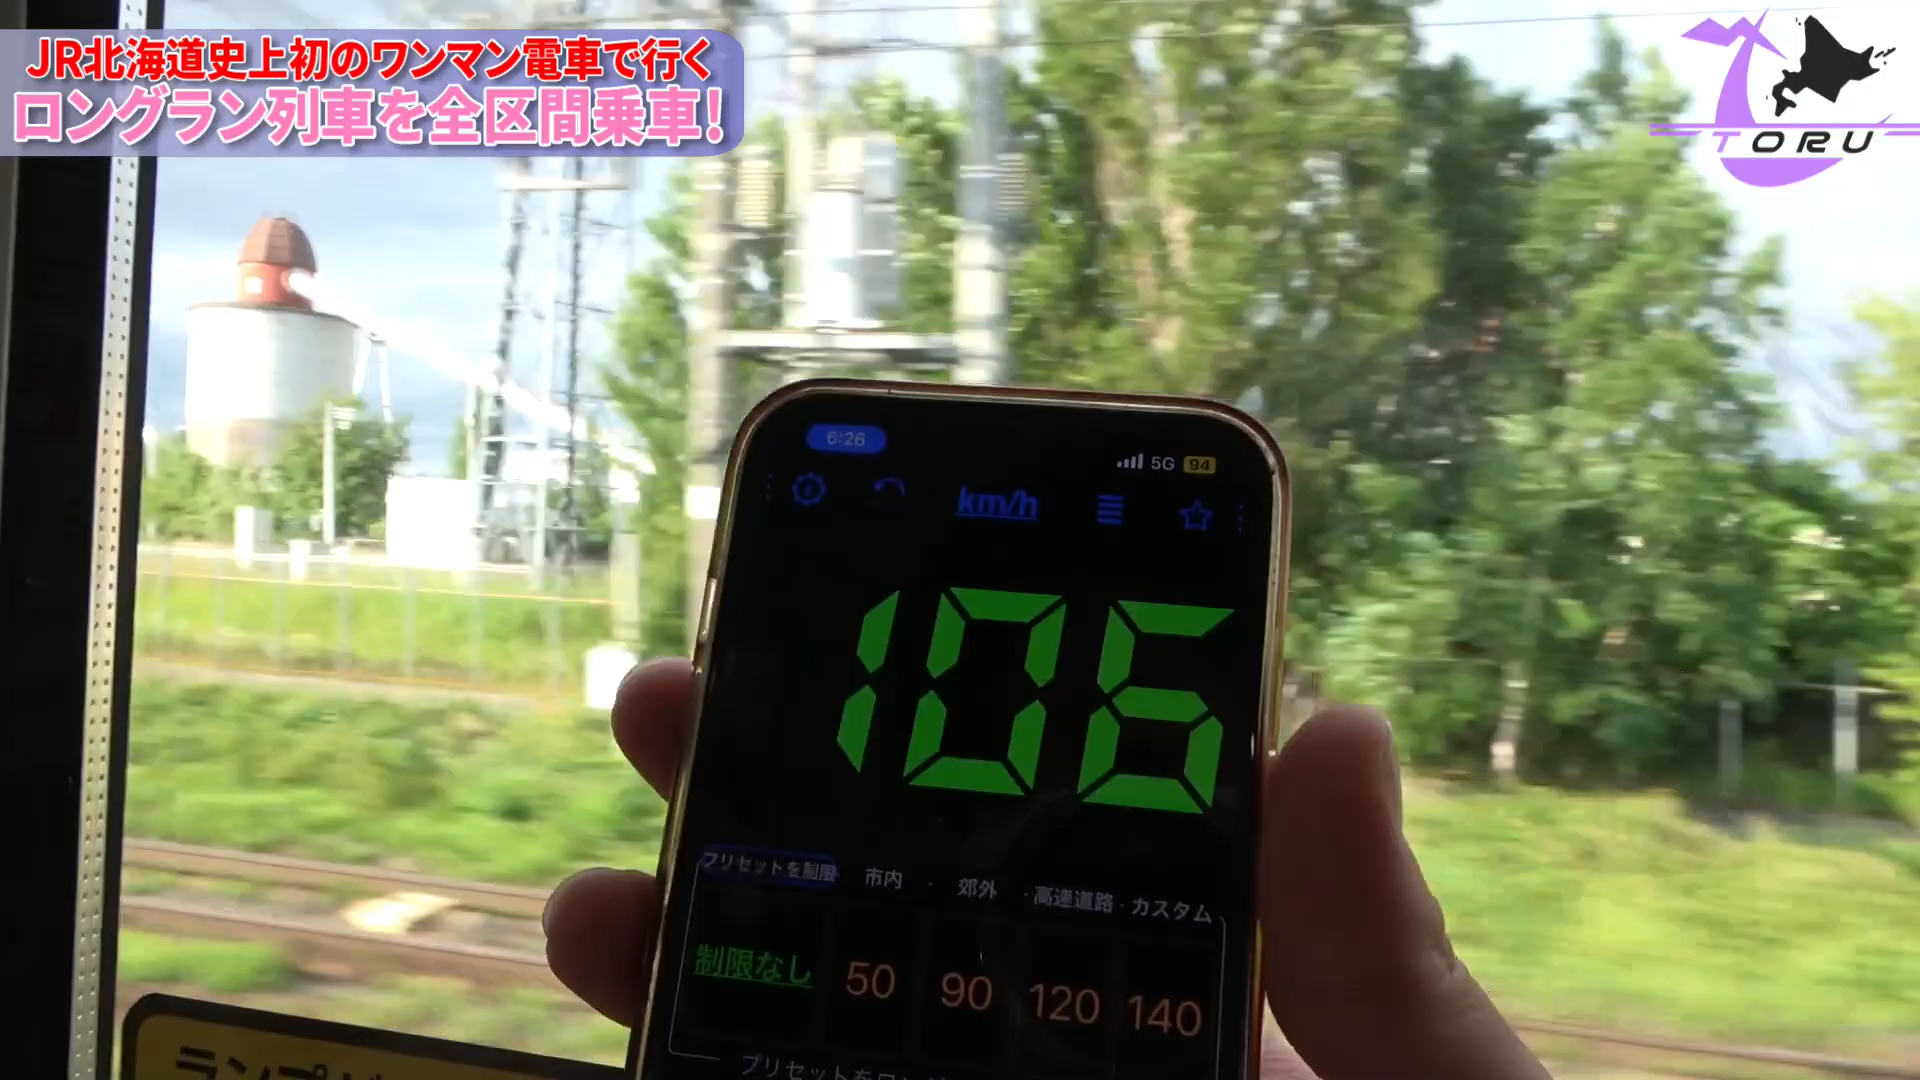 JR北海道史上初のワンマン電車で行く
ロングラン列車を全区間乗車!
TORU
6:26
5G 94
km/h
106
プリセットを制限 市内 郊外 高速道路 カスタム
制限なし 50 90 120 140